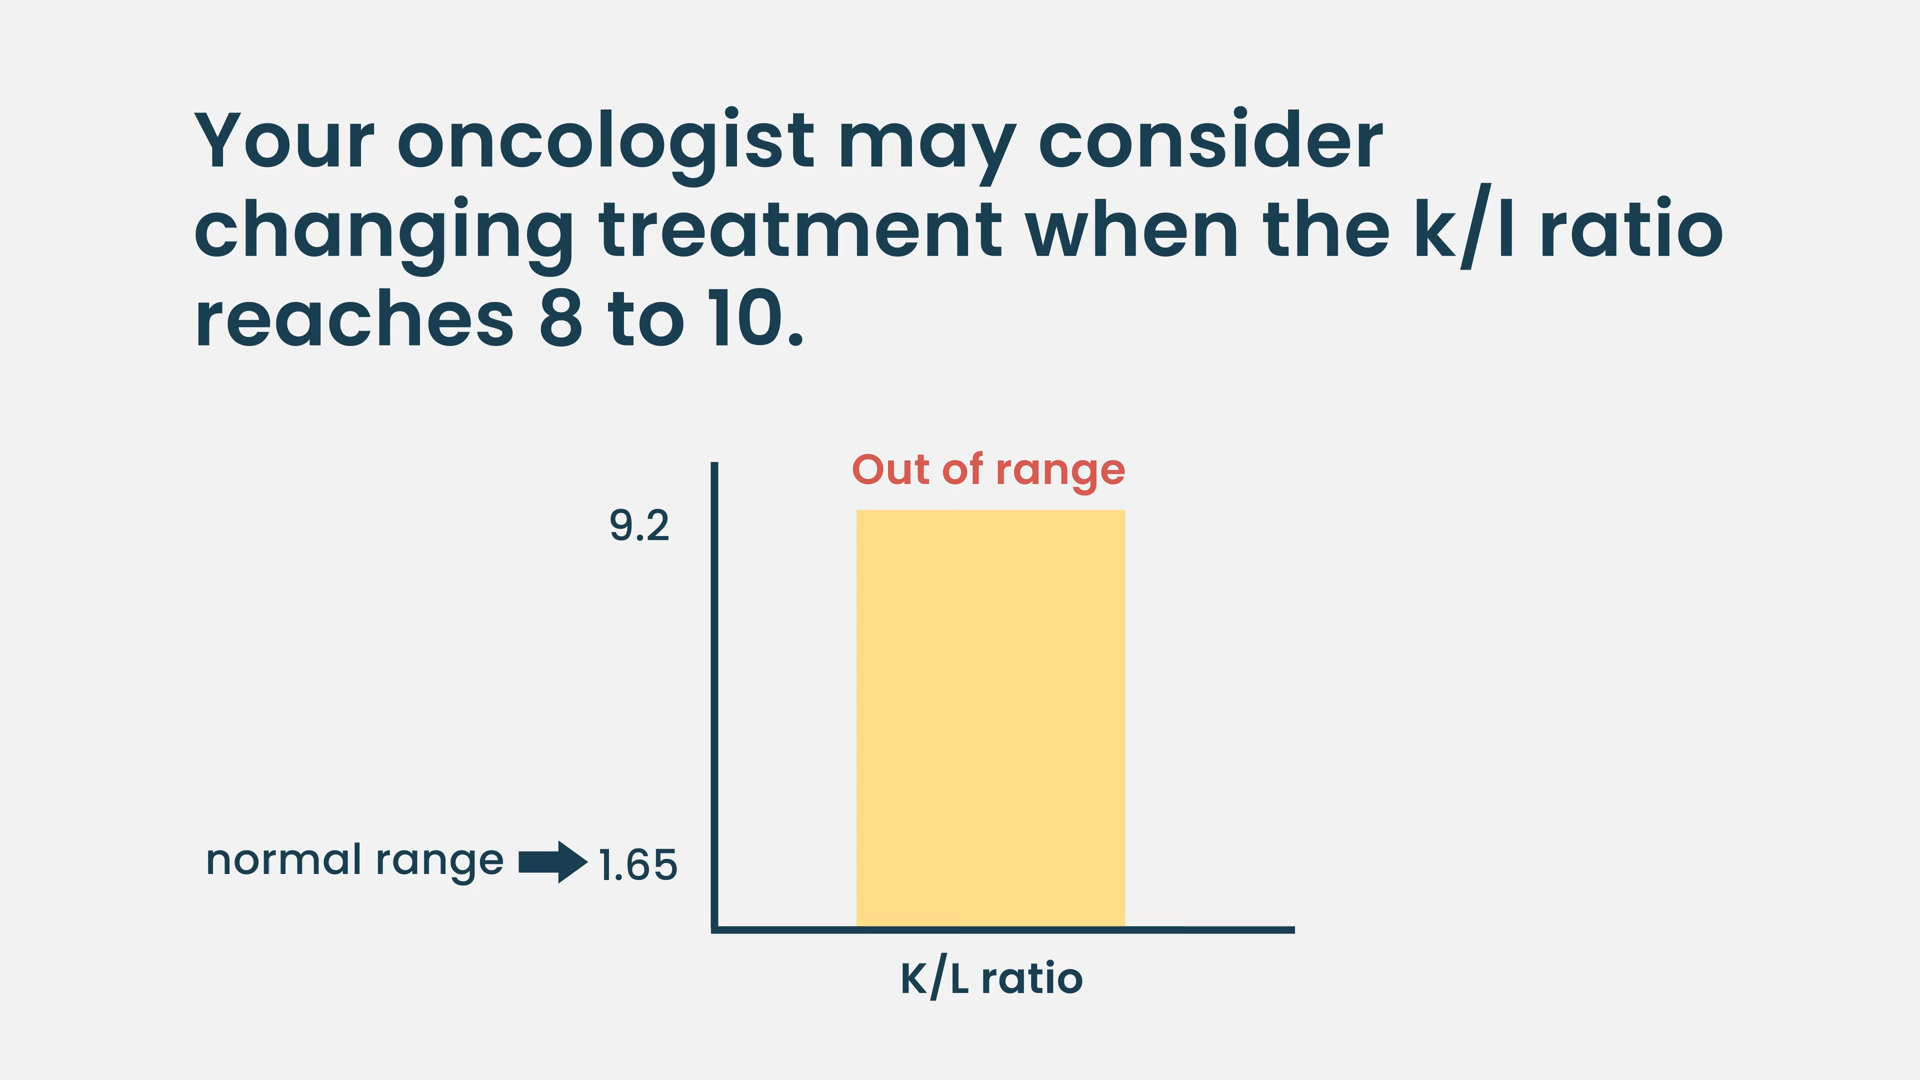 Your oncologist may consider
changing treatment when the k/l ratio
reaches 8 to 10.
Out of range
9.2
normal range 1.65
K/L ratio